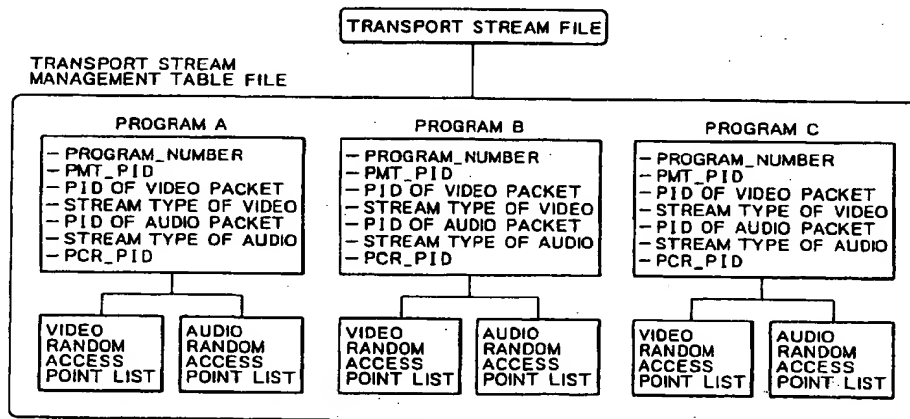 TRANSPORT STREAM FILE
TRANSPORT STREAM
MANAGEMENT TABLE FILE
PROGRAM A
- PROGRAM_NUMBER
- PMT_PID
- PID OF VIDEO PACKET
- STREAM TYPE OF VIDEO
- PID OF AUDIO PACKET
- STREAM TYPE OF AUDIO
- PCR_PID
VIDEO
RANDOM
ACCESS
POINT LIST
AUDIO
RANDOM
ACCESS
POINT LIST
PROGRAM B
- PROGRAM_NUMBER
- PMT_PID
- PID OF VIDEO PACKET
- STREAM TYPE OF VIDEO
- PID OF AUDIO PACKET
- STREAM TYPE OF AUDIO
- PCR_PID
VIDEO
RANDOM
ACCESS
POINT LIST
AUDIO
RANDOM
ACCESS
POINT LIST
PROGRAM C
- PROGRAM_NUMBER
- PMT_PID
- PID OF VIDEO PACKET
- STREAM TYPE OF VIDEO
- PID OF AUDIO PACKET
- STREAM TYPE OF AUDIO
- PCR_PID
VIDEO
RANDOM
ACCESS
POINT LIST
AUDIO
RANDOM
ACCESS
POINT LIST